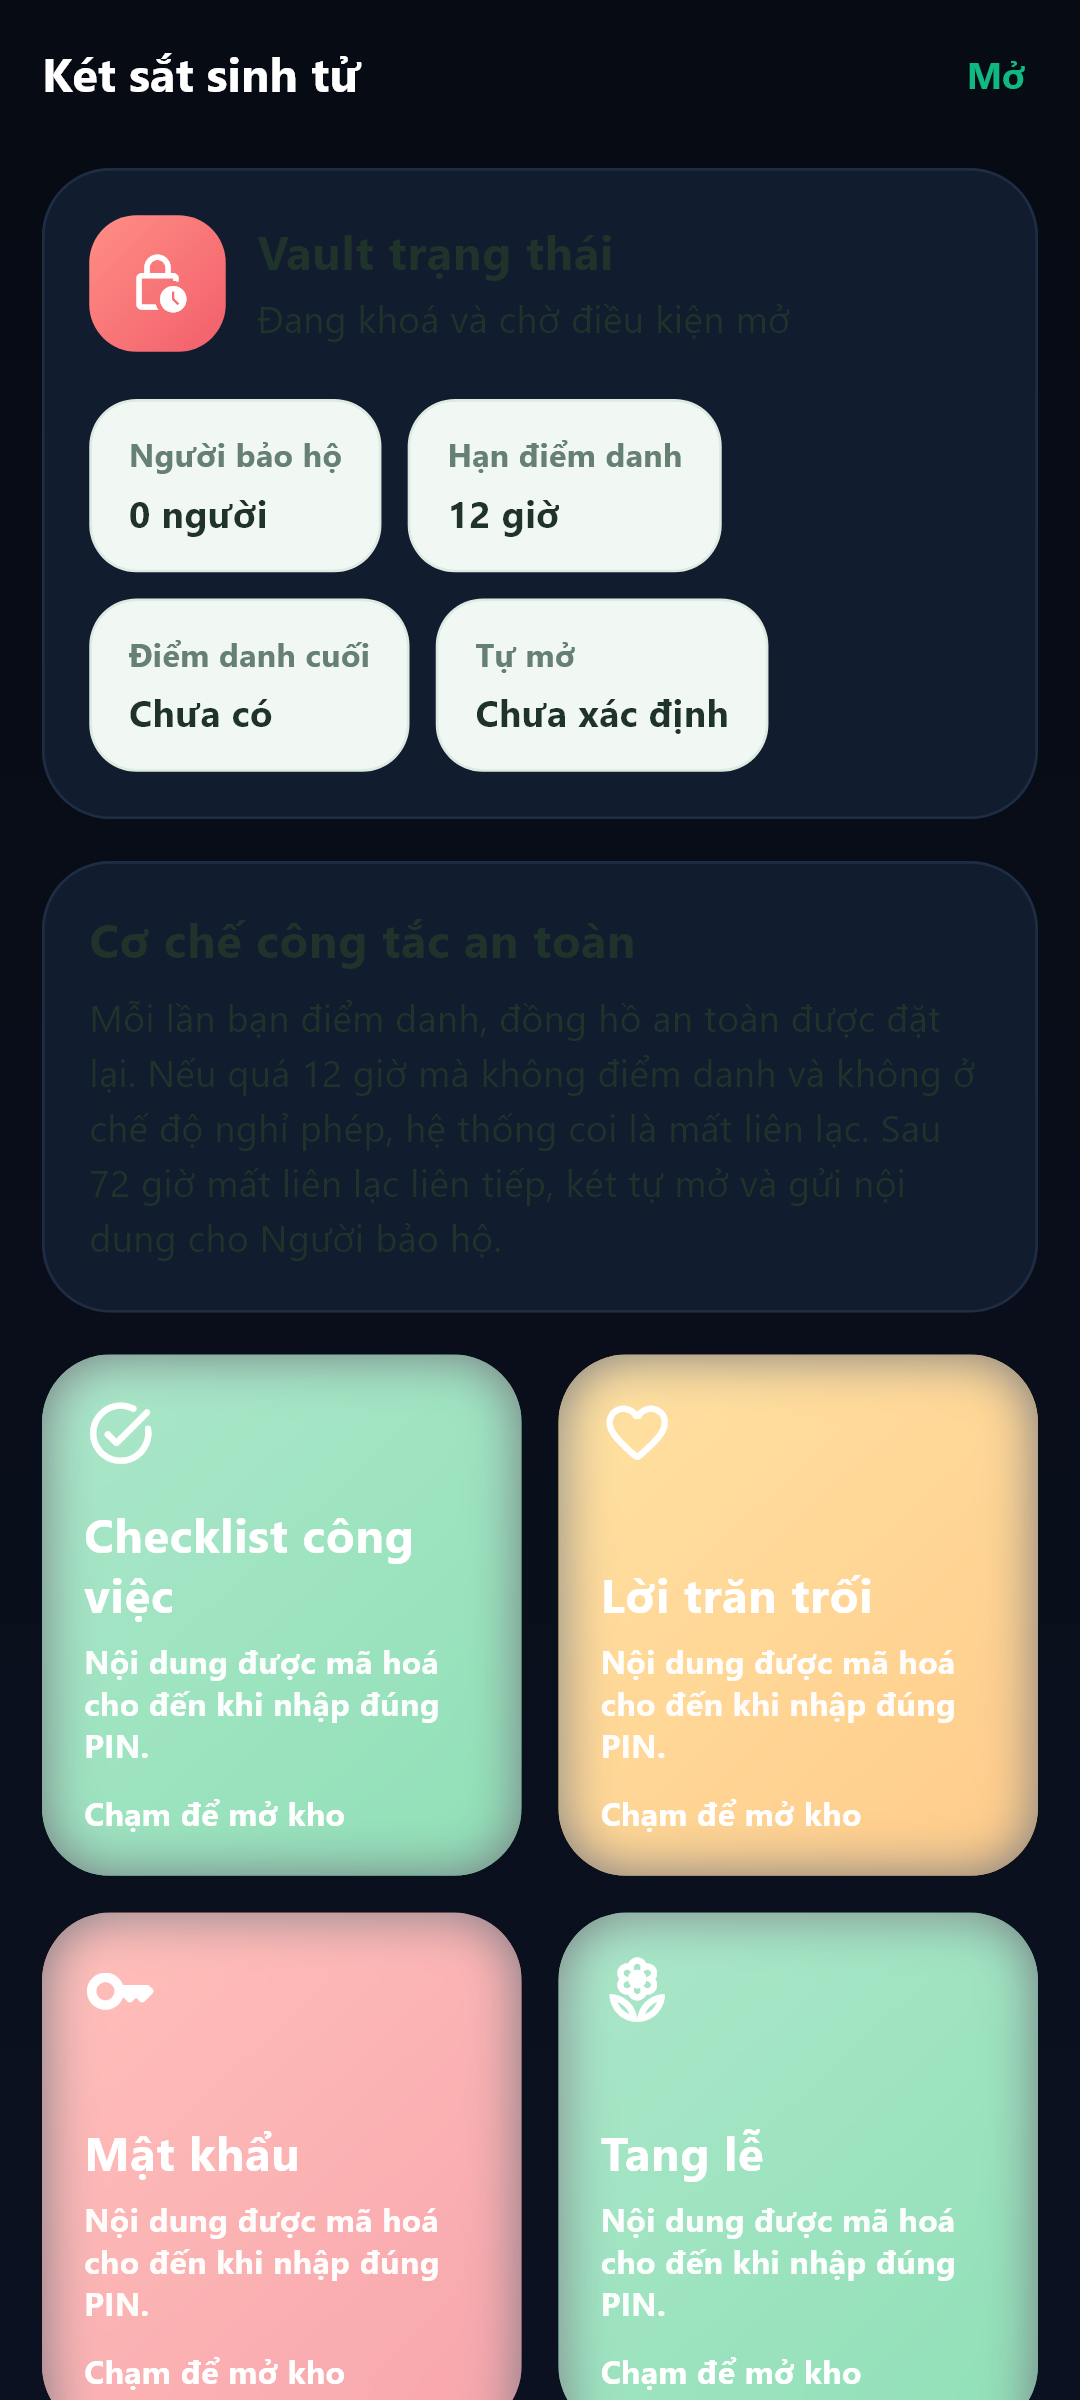 Két sắt sinh tử
Mở
Vault trạng thái
Đang khoá và chờ điều kiện mở
Người bảo hộ
0 người
Hạn điểm danh
12 giờ
Điểm danh cuối
Chưa có
Tự mở
Chưa xác định
Cơ chế công tắc an toàn
Mỗi lần bạn điểm danh, đồng hồ an toàn được đặt
lại. Nếu quá 12 giờ mà không điểm danh và không ở
chế độ nghỉ phép, hệ thống coi là mất liên lạc. Sau
72 giờ mất liên lạc liên tiếp, két tự mở và gửi nội
dung cho Người bảo hộ.
Checklist công
việc
Nội dung được mã hoá
cho đến khi nhập đúng
PIN.
Chạm để mở kho
Lời trăn trối
Nội dung được mã hoá
cho đến khi nhập đúng
PIN.
Chạm để mở kho
Mật khẩu
Nội dung được mã hoá
cho đến khi nhập đúng
PIN.
Chạm để mở kho
Tang lễ
Nội dung được mã hoá
cho đến khi nhập đúng
PIN.
Chạm để mở kho